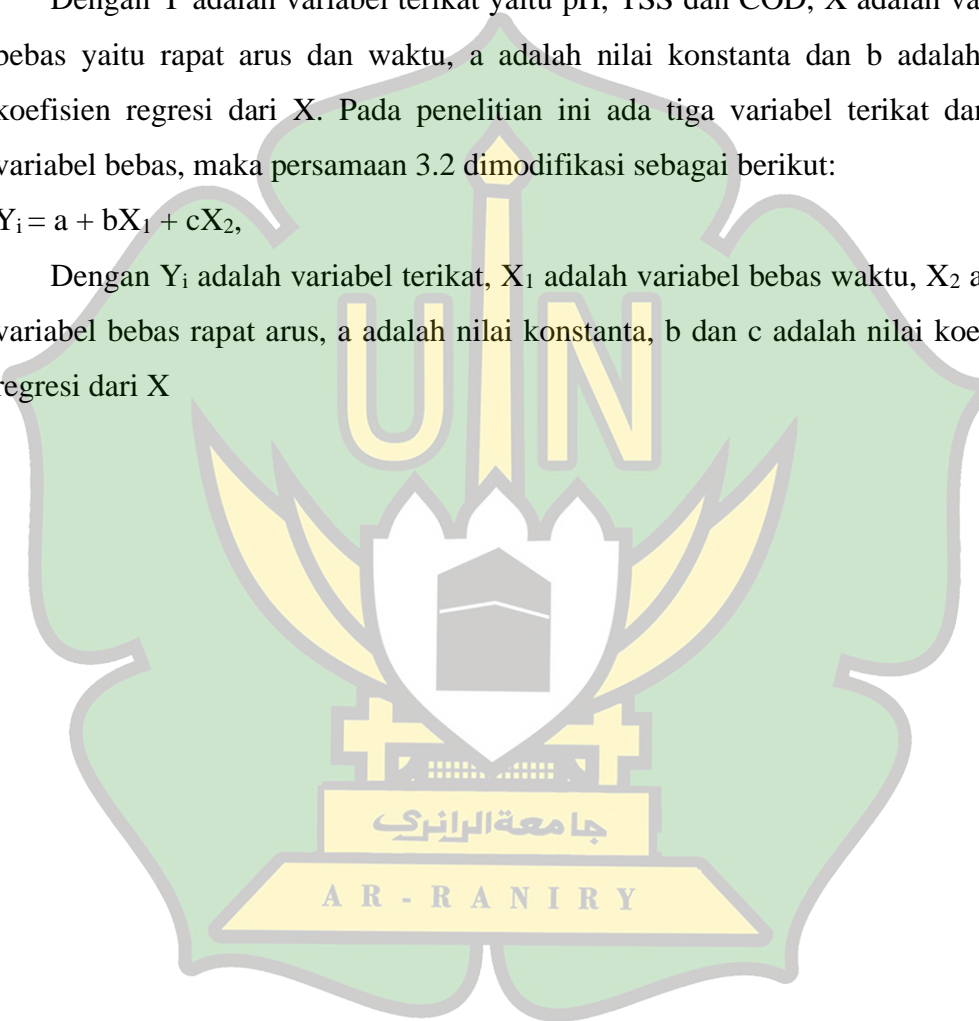 Dengan Y adalah variabel terikat yaitu pH, TSS dan COD, X adalah va
bebas yaitu rapat arus dan waktu, a adalah nilai konstanta dan b adalah
koefisien regresi dari X. Pada penelitian ini ada tiga variabel terikat dan
variabel bebas, maka persamaan 3.2 dimodifikasi sebagai berikut:
Yᵢ = a + bX₁ + cX₂,
Dengan Yᵢ adalah variabel terikat, X₁ adalah variabel bebas waktu, X₂ a
variabel bebas rapat arus, a adalah nilai konstanta, b dan c adalah nilai koe
regresi dari X
UIN
جامعة الرانري
AR-RANIRY